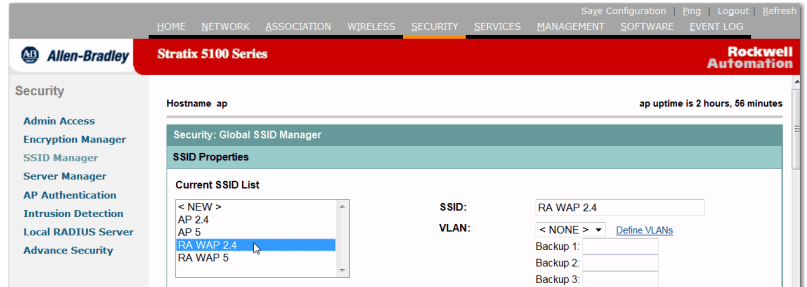 Save Configuration | Ping | Logout | Refresh
HOME NETWORK ASSOCIATION WIRELESS SECURITY SERVICES MANAGEMENT SOFTWARE EVENT LOG
AB Allen-Bradley Stratix 5100 Series Rockwell Automation
Security
Admin Access
Encryption Manager
SSID Manager
Server Manager
AP Authentication
Intrusion Detection
Local RADIUS Server
Advance Security
Hostname ap ap uptime is 2 hours, 56 minutes
Security: Global SSID Manager
SSID Properties
Current SSID List
< NEW >
AP 2.4
AP 5
RA WAP 2.4
RA WAP 5
SSID: RA WAP 2.4
VLAN: < NONE > Define VLANs
Backup 1:
Backup 2:
Backup 3: